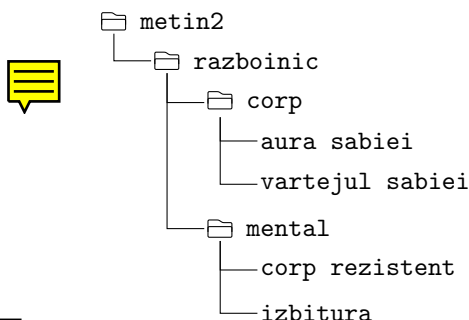 metin2
razboinic
corp
aura sabiei
vartejul sabiei
mental
corp rezistent
izbitura